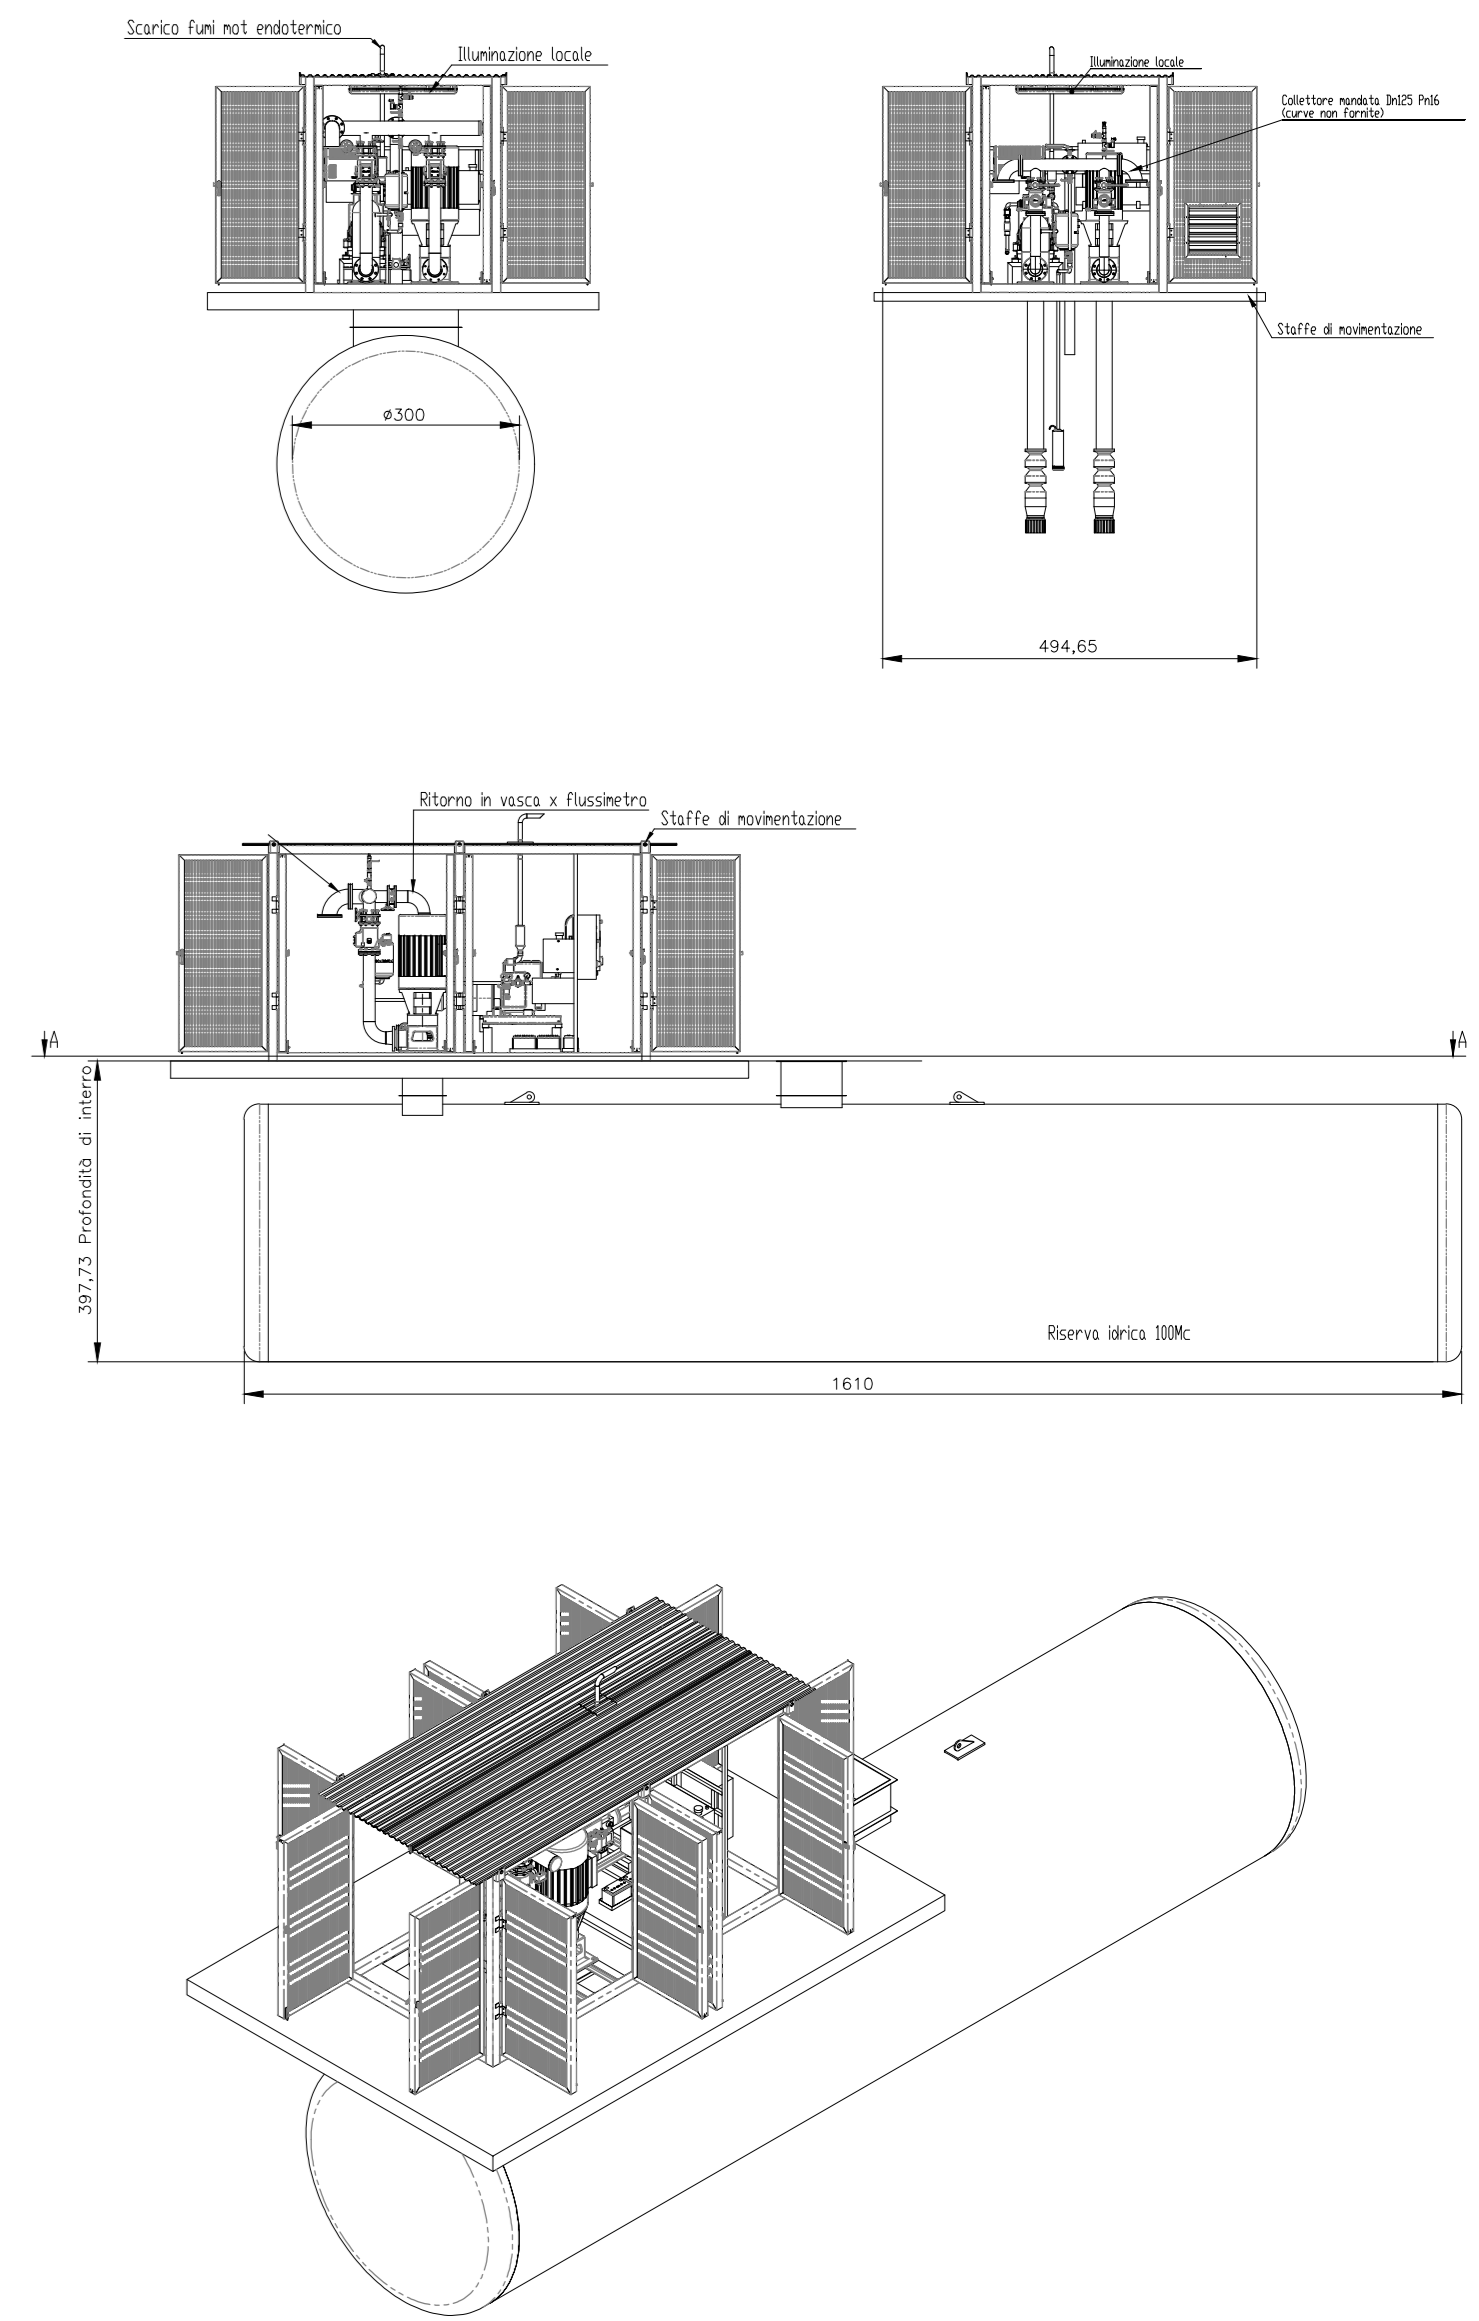 Scarico fumi mot endotermico
Illuminazione locale
Illuminazione locale
Collettore mandata Dn125 Pn16
(curve non fornite)
Staffe di movimentazione
ø300
494,65
Ritorno in vasca x flussimetro
Staffe di movimentazione
A
A
397,73 Profondità di interro
Riserva idrica 100Mc
1610